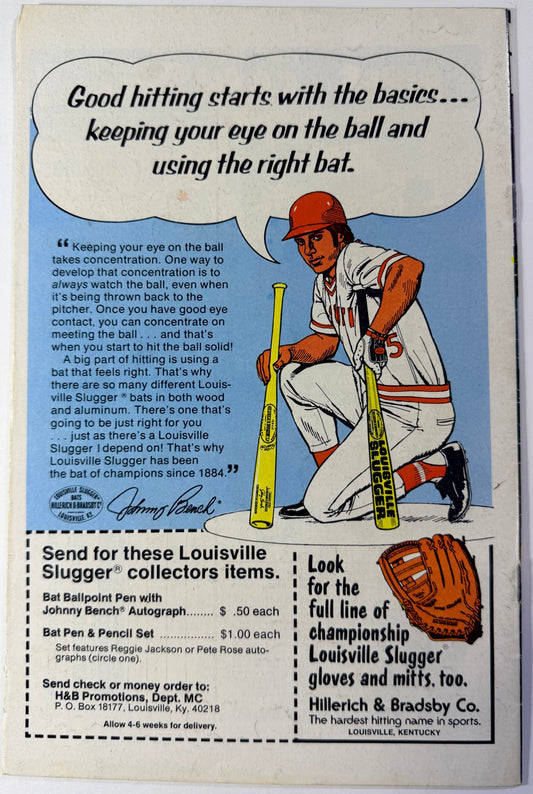 Good hitting starts with the basics...
keeping your eye on the ball and
using the right bat.
“Keeping your eye on the ball
takes concentration. One way to
develop that concentration is to
always watch the ball, even when
it's being thrown back to the
pitcher. Once you have good eye
contact, you can concentrate on
meeting the ball . . . and that's
when you start to hit the ball solid!
A big part of hitting is using a
bat that feels right. That's why
there are so many different Louis-
ville Slugger® bats in both wood
and aluminum. There's one that's
going to be just right for you
. . . just as there's a Louisville
Slugger I depend on! That's why
Louisville Slugger has been
the bat of champions since 1884.”
LOUISVILLE SLUGGER®
BATS
HILLERICH & BRADSBY Co
LOUISVILLE, KY
Johnny Bench®
5
LOUISVILLE
SLUGGER
Send for these Louisville
Slugger® collectors items.
Bat Ballpoint Pen with
Johnny Bench® Autograph........ $ .50 each
Bat Pen & Pencil Set ................ $1.00 each
Set features Reggie Jackson or Pete Rose auto-
graphs (circle one).
Send check or money order to:
H&B Promotions, Dept. MC
P. O. Box 18177, Louisville, Ky. 40218
Allow 4-6 weeks for delivery.
Look
for the
full line of
championship
Louisville Slugger®
gloves and mitts, too.
Hillerich & Bradsby Co.
The hardest hitting name in sports.
LOUISVILLE, KENTUCKY